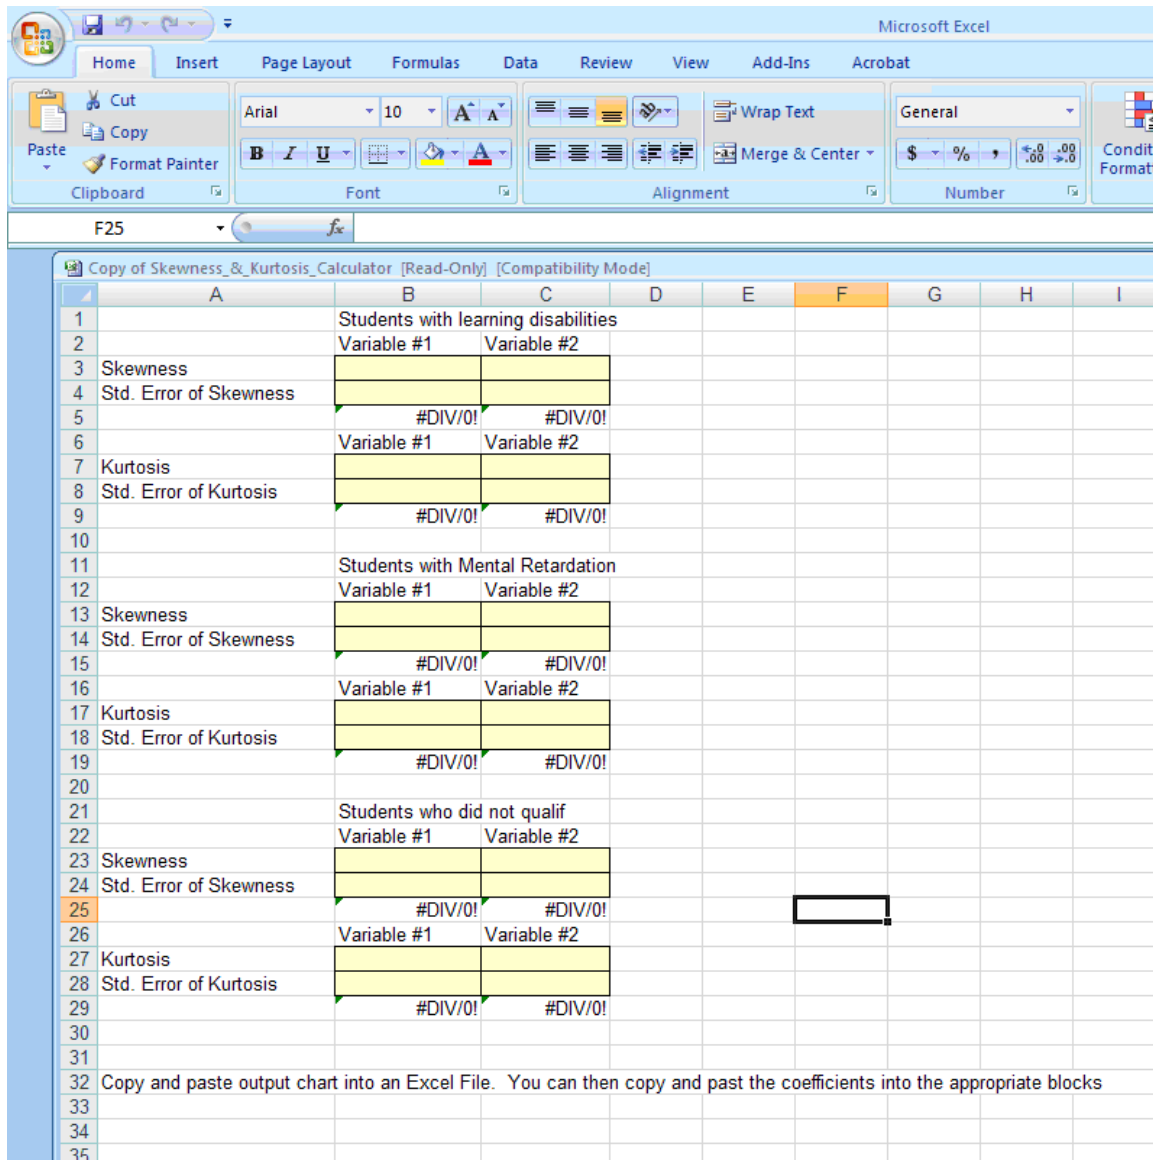 Microsoft Excel
Home Insert Page Layout Formulas Data Review View Add-Ins Acrobat
Cut
Copy
Paste
Format Painter
Clipboard
Arial 10 A A
B I U A
Font
Wrap Text
Merge & Center
Alignment
General
$ % , .00 .0 .00 .0
Number
Condit
Format
F25 fx
Copy of Skewness_&_Kurtosis_Calculator [Read-Only] [Compatibility Mode]
A B C D E F G H I
1 Students with learning disabilities
2 Variable #1 Variable #2
3 Skewness
4 Std. Error of Skewness
5 #DIV/0! #DIV/0!
6 Variable #1 Variable #2
7 Kurtosis
8 Std. Error of Kurtosis
9 #DIV/0! #DIV/0!
10
11 Students with Mental Retardation
12 Variable #1 Variable #2
13 Skewness
14 Std. Error of Skewness
15 #DIV/0! #DIV/0!
16 Variable #1 Variable #2
17 Kurtosis
18 Std. Error of Kurtosis
19 #DIV/0! #DIV/0!
20
21 Students who did not qualif
22 Variable #1 Variable #2
23 Skewness
24 Std. Error of Skewness
25 #DIV/0! #DIV/0!
26 Variable #1 Variable #2
27 Kurtosis
28 Std. Error of Kurtosis
29 #DIV/0! #DIV/0!
30
31
32 Copy and paste output chart into an Excel File. You can then copy and past the coefficients into the appropriate blocks
33
34
35